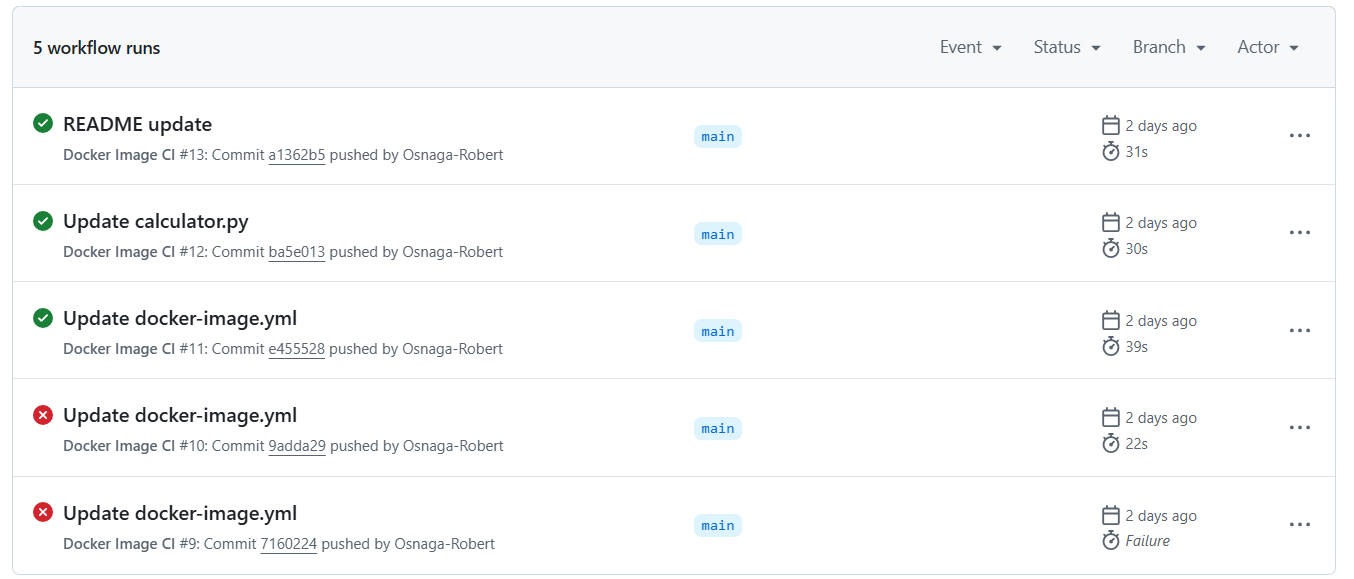 5 workflow runs
Event Status Branch Actor
README update
Docker Image CI #13: Commit a1362b5 pushed by Osnaga-Robert
main
2 days ago
31s
Update calculator.py
Docker Image CI #12: Commit ba5e013 pushed by Osnaga-Robert
main
2 days ago
30s
Update docker-image.yml
Docker Image CI #11: Commit e455528 pushed by Osnaga-Robert
main
2 days ago
39s
Update docker-image.yml
Docker Image CI #10: Commit 9adda29 pushed by Osnaga-Robert
main
2 days ago
22s
Update docker-image.yml
Docker Image CI #9: Commit 7160224 pushed by Osnaga-Robert
main
2 days ago
Failure